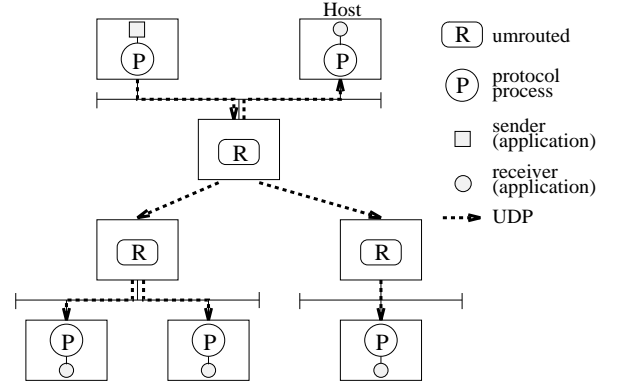 Host
P
P
R
umrouted
P
protocol
process
sender
(application)
R
receiver
(application)
UDP
R
R
P
P
P